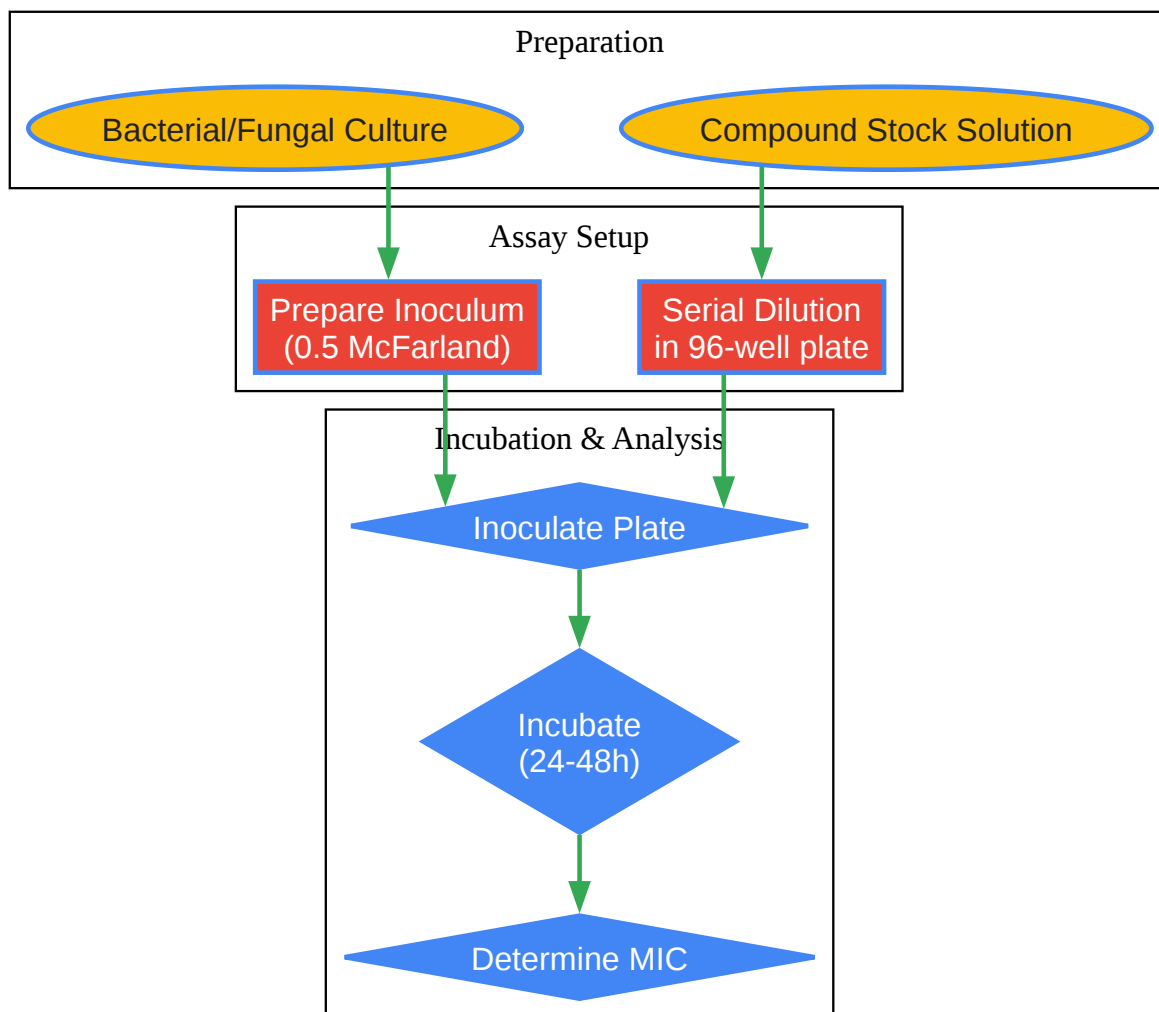 Preparation
Bacterial/Fungal Culture
Compound Stock Solution
Assay Setup
Prepare Inoculum
(0.5 McFarland)
Serial Dilution
in 96-well plate
Incubation & Analysis
Inoculate Plate
Incubate
(24-48h)
Determine MIC